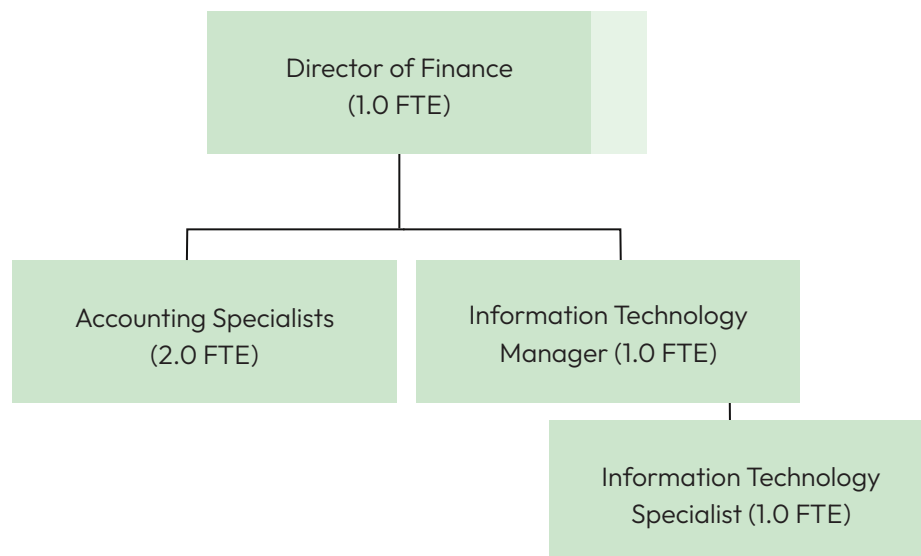 Director of Finance
(1.0 FTE)
Accounting Specialists
(2.0 FTE)
Information Technology
Manager (1.0 FTE)
Information Technology
Specialist (1.0 FTE)